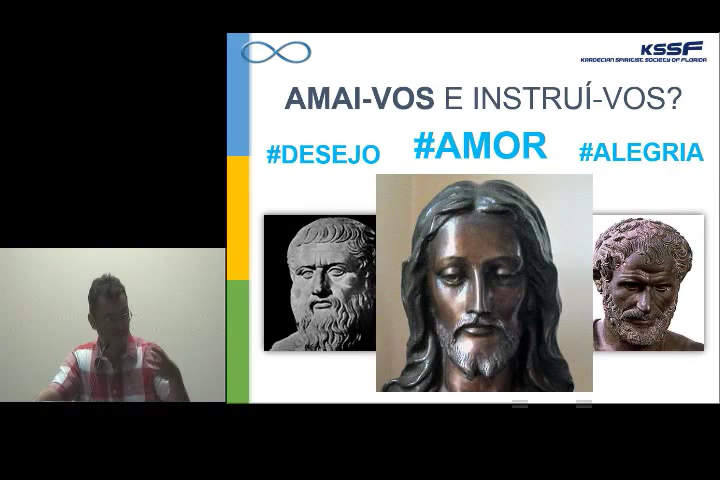 KSSF
KARDECIAN SPIRITIST SOCIETY OF FLORIDA
AMAI-VOS E INSTRUÍ-VOS?
#DESEJO #AMOR #ALEGRIA